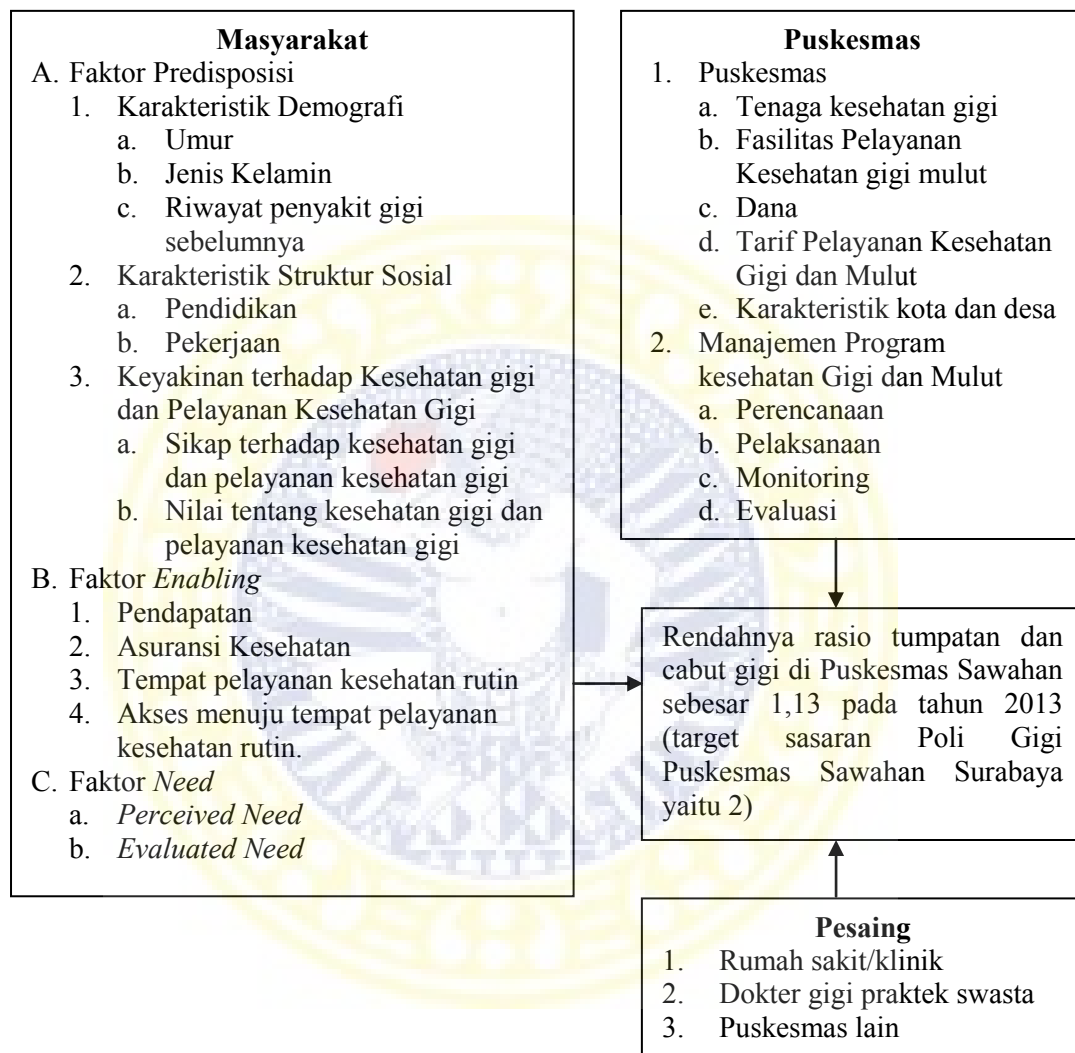 Masyarakat
A. Faktor Predisposisi
1. Karakteristik Demografi
a. Umur
b. Jenis Kelamin
c. Riwayat penyakit gigi
sebelumnya
2. Karakteristik Struktur Sosial
a. Pendidikan
b. Pekerjaan
3. Keyakinan terhadap Kesehatan gigi
dan Pelayanan Kesehatan Gigi
a. Sikap terhadap kesehatan gigi
dan pelayanan kesehatan gigi
b. Nilai tentang kesehatan gigi dan
pelayanan kesehatan gigi
B. Faktor Enabling
1. Pendapatan
2. Asuransi Kesehatan
3. Tempat pelayanan kesehatan rutin
4. Akses menuju tempat pelayanan
kesehatan rutin.
C. Faktor Need
a. Perceived Need
b. Evaluated Need
Puskesmas
1. Puskesmas
a. Tenaga kesehatan gigi
b. Fasilitas Pelayanan
Kesehatan gigi mulut
c. Dana
d. Tarif Pelayanan Kesehatan
Gigi dan Mulut
e. Karakteristik kota dan desa
2. Manajemen Program
kesehatan Gigi dan Mulut
a. Perencanaan
b. Pelaksanaan
c. Monitoring
d. Evaluasi
Rendahnya rasio tumpatan dan
cabut gigi di Puskesmas Sawahan
sebesar 1,13 pada tahun 2013
(target sasaran Poli Gigi
Puskesmas Sawahan Surabaya
yaitu 2)
Pesaing
1. Rumah sakit/klinik
2. Dokter gigi praktek swasta
3. Puskesmas lain